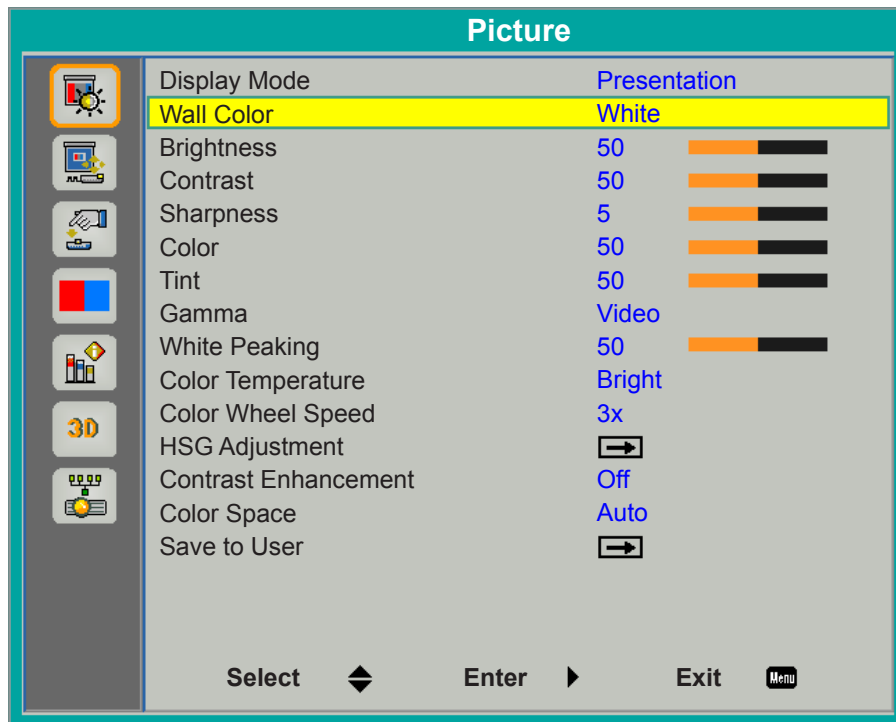 Picture
Display Mode Presentation
Wall Color White
Brightness 50
Contrast 50
Sharpness 5
Color 50
Tint 50
Gamma Video
White Peaking 50
Color Temperature Bright
3D
Color Wheel Speed 3x
HSG Adjustment
Contrast Enhancement Off
Color Space Auto
Save to User
Select Enter Exit Menu